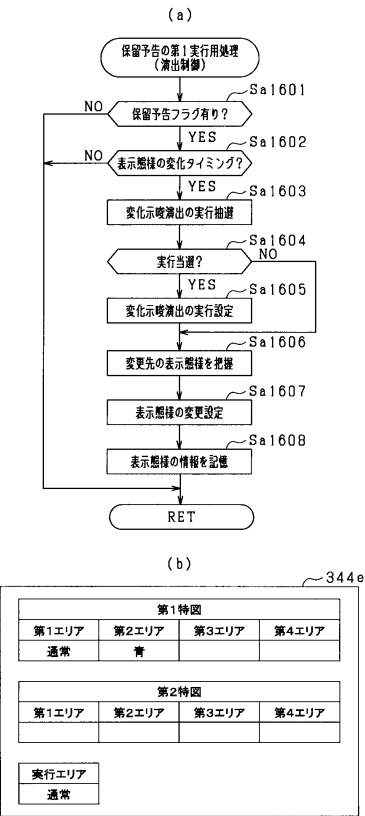 (a)
保留予告の第1実行用処理
(演出制御)
Sa1601
保留予告フラグ有り?
NO
YES
Sa1602
表示態様の変化タイミング?
NO
YES
Sa1603
変化示唆演出の実行抽選
Sa1604
実行当選?
NO
YES
Sa1605
変化示唆演出の実行設定
Sa1606
変更先の表示態様を把握
Sa1607
表示態様の変更設定
Sa1608
表示態様の情報を記憶
RET
(b)
344e
第1特図
第1エリア 第2エリア 第3エリア 第4エリア
通常 青
第2特図
第1エリア 第2エリア 第3エリア 第4エリア
実行エリア
通常